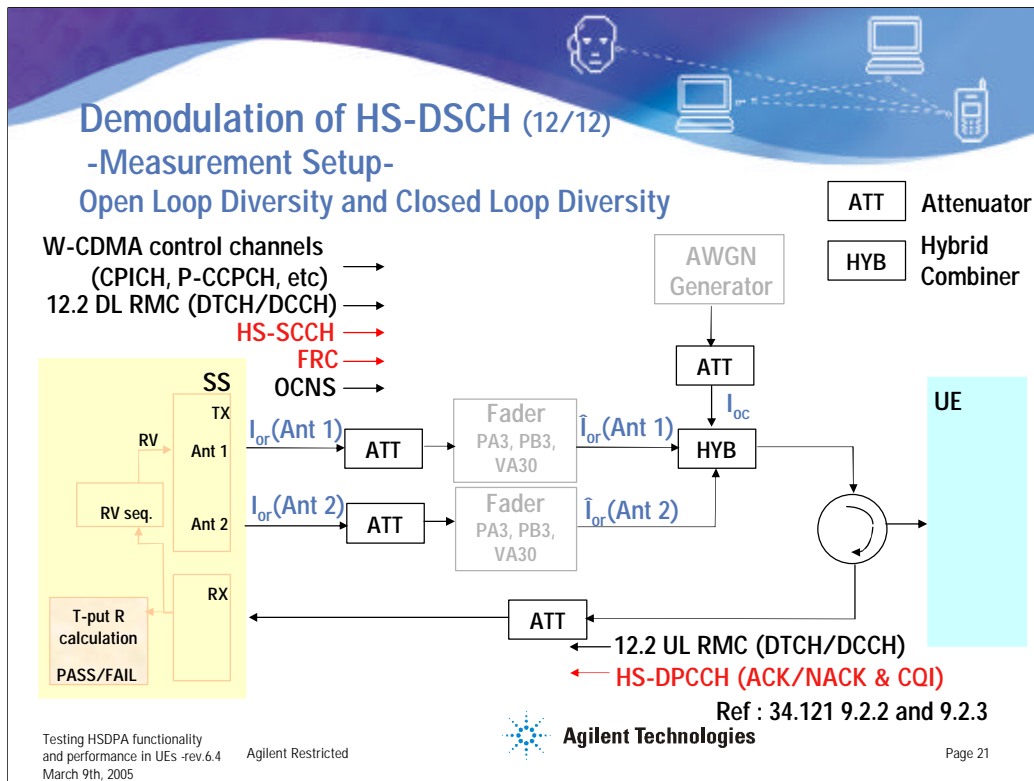 Demodulation of HS-DSCH (12/12)
-Measurement Setup-
Open Loop Diversity and Closed Loop Diversity
ATT Attenuator
HYB Hybrid
Combiner
W-CDMA control channels
(CPICH, P-CCPCH, etc)
12.2 DL RMC (DTCH/DCCH)
HS-SCCH
FRC
OCNS
AWGN
Generator
ATT
Ioc
SS
TX
RV
Ant 1
RV seq.
Ant 2
Ior(Ant 1)
ATT
Fader
PA3, PB3,
VA30
Îor(Ant 1)
HYB
Ior(Ant 2)
ATT
Fader
PA3, PB3,
VA30
Îor(Ant 2)
UE
RX
T-put R
calculation
PASS/FAIL
ATT
12.2 UL RMC (DTCH/DCCH)
HS-DPCCH (ACK/NACK & CQI)
Ref : 34.121 9.2.2 and 9.2.3
Testing HSDPA functionality
and performance in UEs -rev.6.4
March 9th, 2005
Agilent Restricted
Agilent Technologies
Page 21